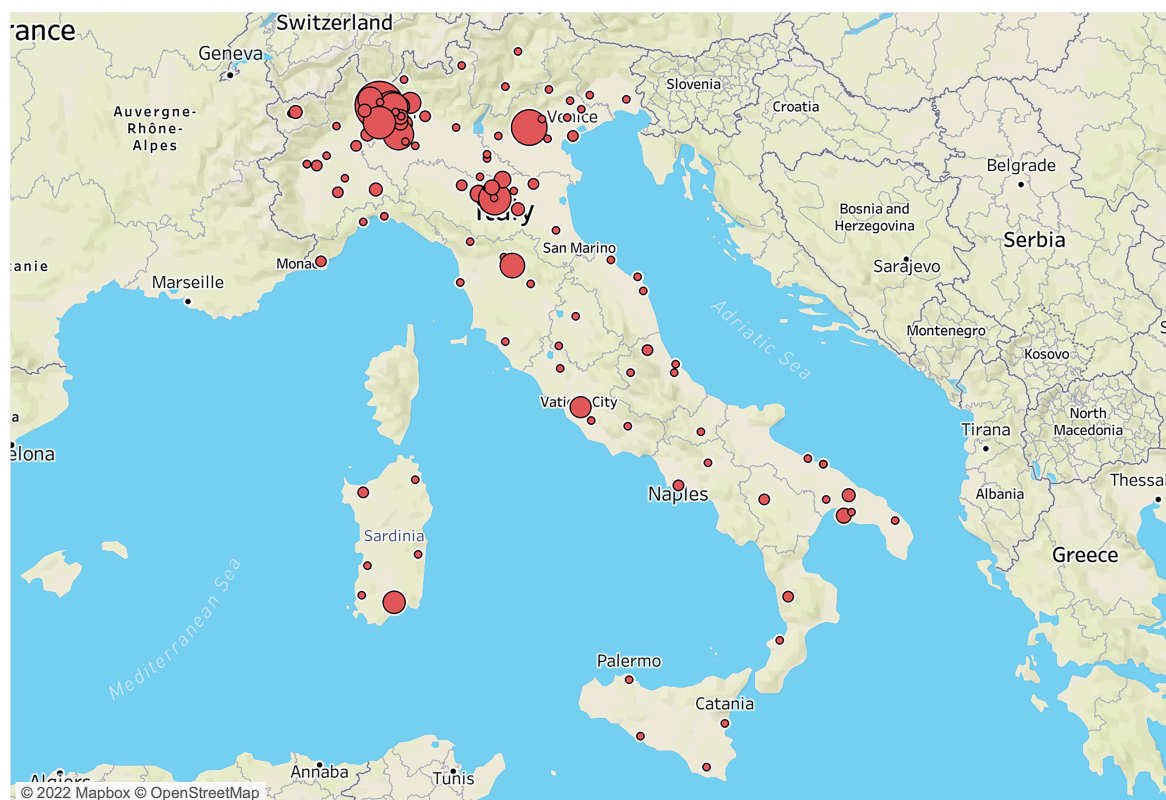 Switzerland
rance
Geneva
Slovenia
Auvergne-
Rhône-
Alpes
Croatia
Venice
Belgrade
Bosnia and
Herzegovina
Italy
Serbia
San Marino
Monac
tanie
Sarajevo
Marseille
Adriatic Sea
Montenegro
Kosovo
Vatic City
North
Macedonia
a
Tirana
elona
Thessal
Naples
Albania
Sardinia
Greece
Mediterranean Sea
Palermo
Catania
Annaba
Tunis
Algiers
© 2022 Mapbox © OpenStreetMap